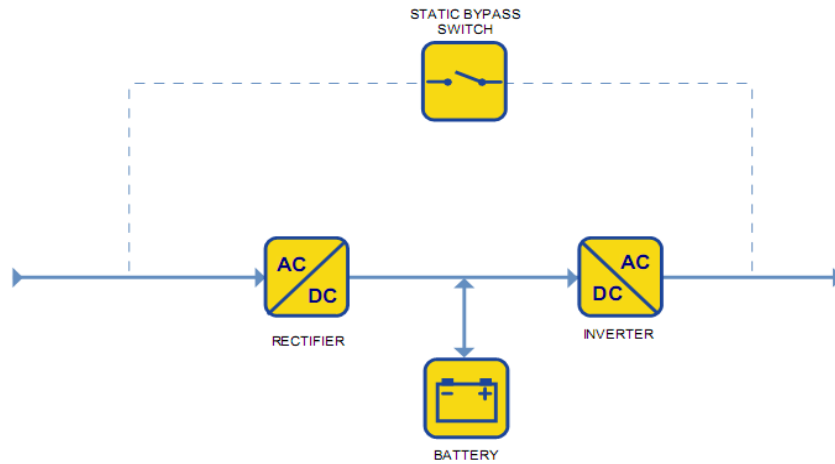 STATIC BYPASS
SWITCH
AC
DC
RECTIFIER
AC
DC
INVERTER
- +
BATTERY